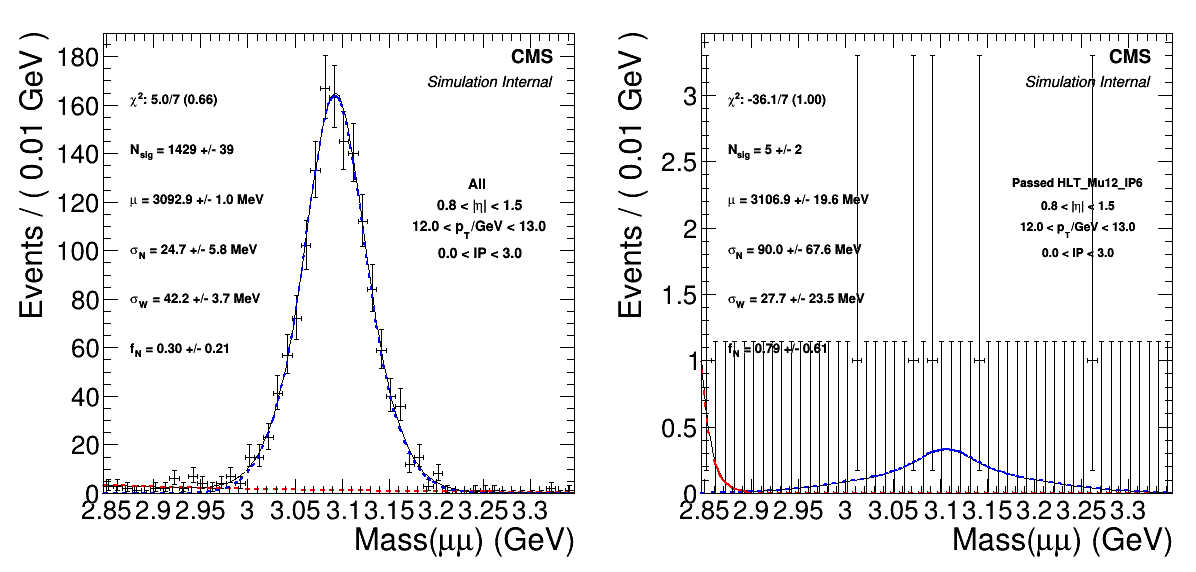 CMS
Simulation Internal
χ²: 5.0/7 (0.66)
N_sig = 1429 +/- 39
μ = 3092.9 +/- 1.0 MeV
σ_N = 24.7 +/- 5.8 MeV
σ_W = 42.2 +/- 3.7 MeV
f_N = 0.30 +/- 0.21
All
0.8 < |η| < 1.5
12.0 < p_T/GeV < 13.0
0.0 < IP < 3.0
Events / ( 0.01 GeV )
180
160
140
120
100
80
60
40
20
0
2.85 2.9 2.95 3 3.05 3.1 3.15 3.2 3.25 3.3
Mass(μμ) (GeV)
CMS
Simulation Internal
χ²: -36.1/7 (1.00)
N_sig = 5 +/- 2
μ = 3106.9 +/- 19.6 MeV
σ_N = 90.0 +/- 67.6 MeV
σ_W = 27.7 +/- 23.5 MeV
f_N = 0.79 +/- 0.61
Passed HLT_Mu12_IP6
0.8 < |η| < 1.5
12.0 < p_T/GeV < 13.0
0.0 < IP < 3.0
Events / ( 0.01 GeV )
3
2.5
2
1.5
1
0.5
0
2.85 2.9 2.95 3 3.05 3.1 3.15 3.2 3.25 3.3
Mass(μμ) (GeV)